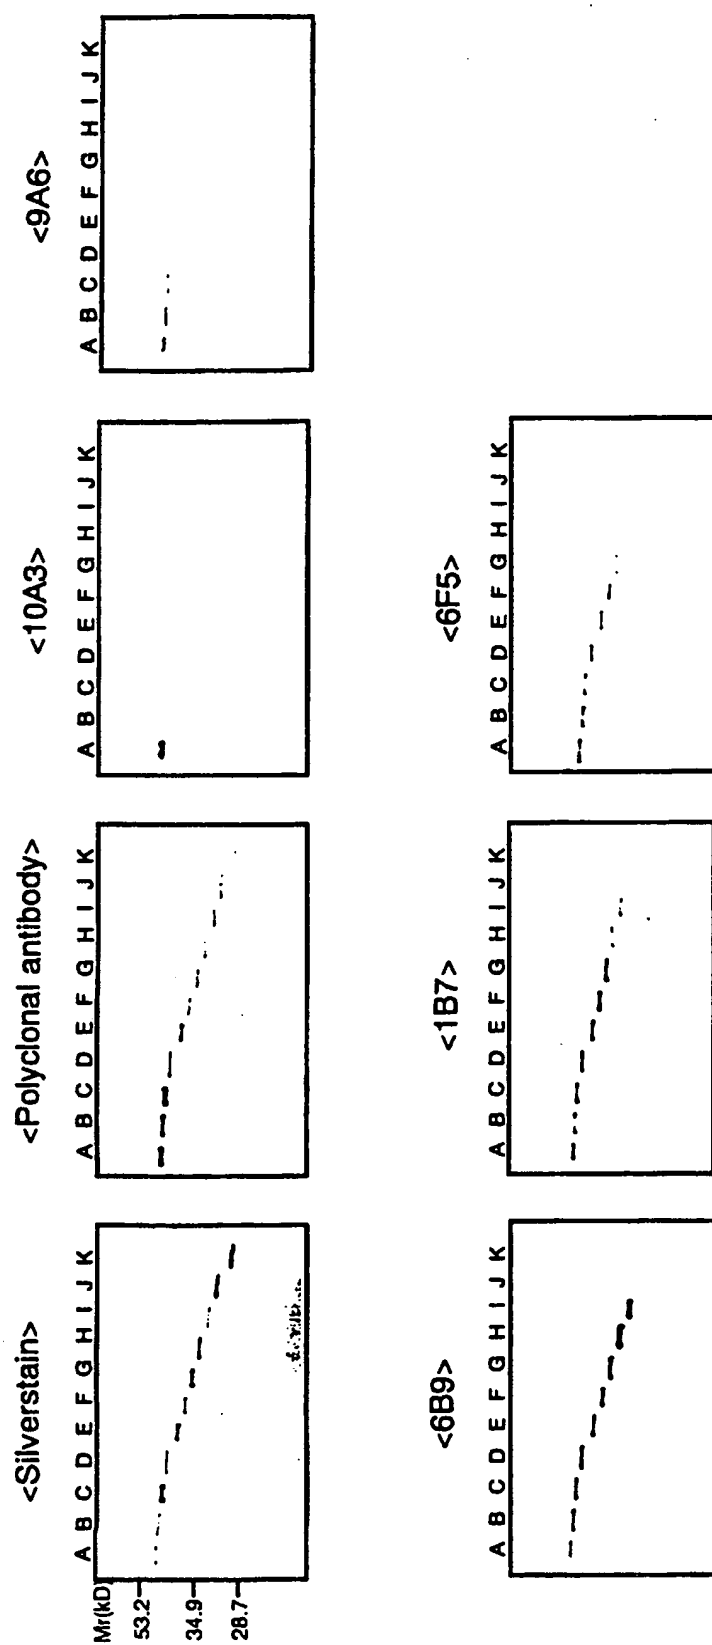 <Silverstain>
A B C D E F G H I J K
Mr(kD)
53.2
34.9
28.7
<Polyclonal antibody>
A B C D E F G H I J K
<10A3>
A B C D E F G H I J K
<9A6>
A B C D E F G H I J K
<6B9>
A B C D E F G H I J K
<1B7>
A B C D E F G H I J K
<6F5>
A B C D E F G H I J K